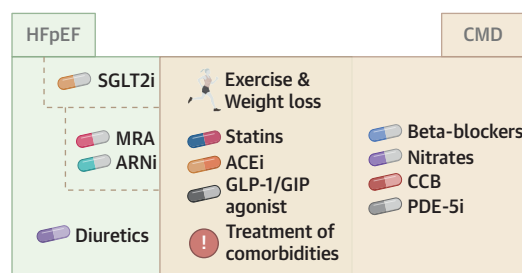 HFpEF
CMD
SGLT2i
MRA
ARNi
Diuretics
Exercise &
Weight loss
Statins
ACEi
GLP-1/GIP
agonist
!
Treatment of
comorbidities
Beta-blockers
Nitrates
CCB
PDE-5i